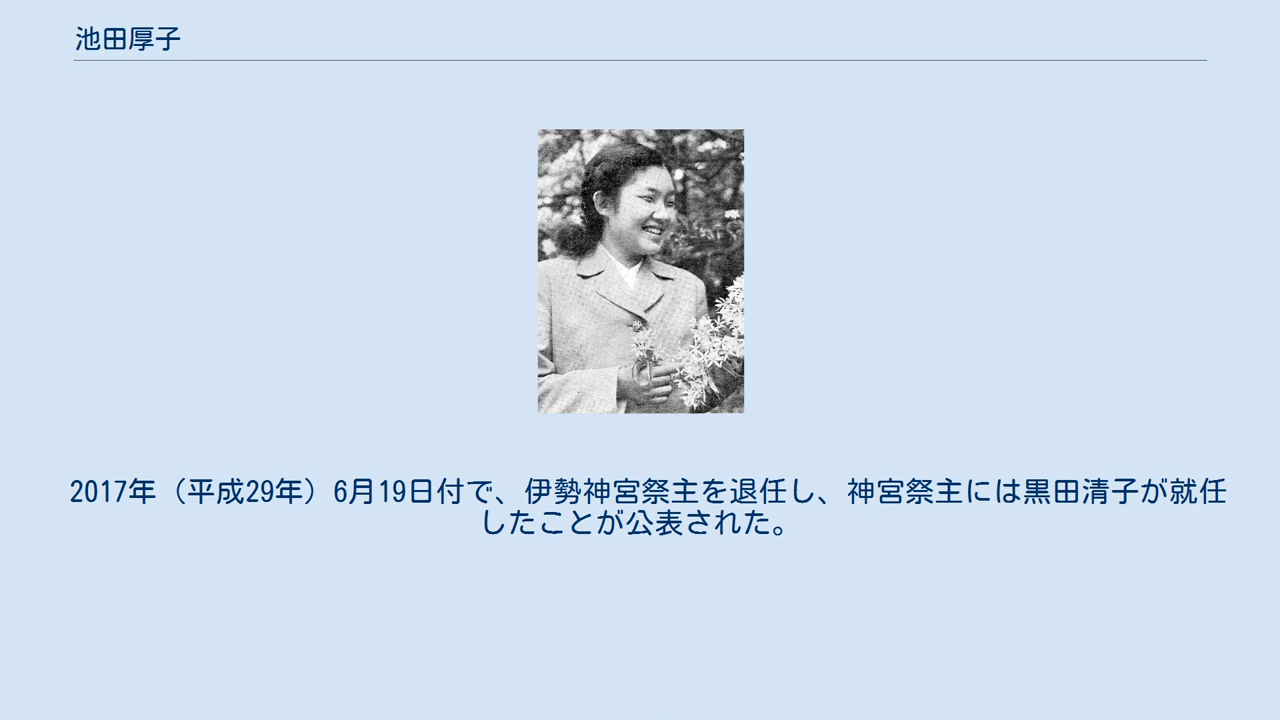 池田厚子
2017年（平成29年）6月19日付で、伊勢神宮祭主を退任し、神宮祭主には黒田清子が就任
したことが公表された。